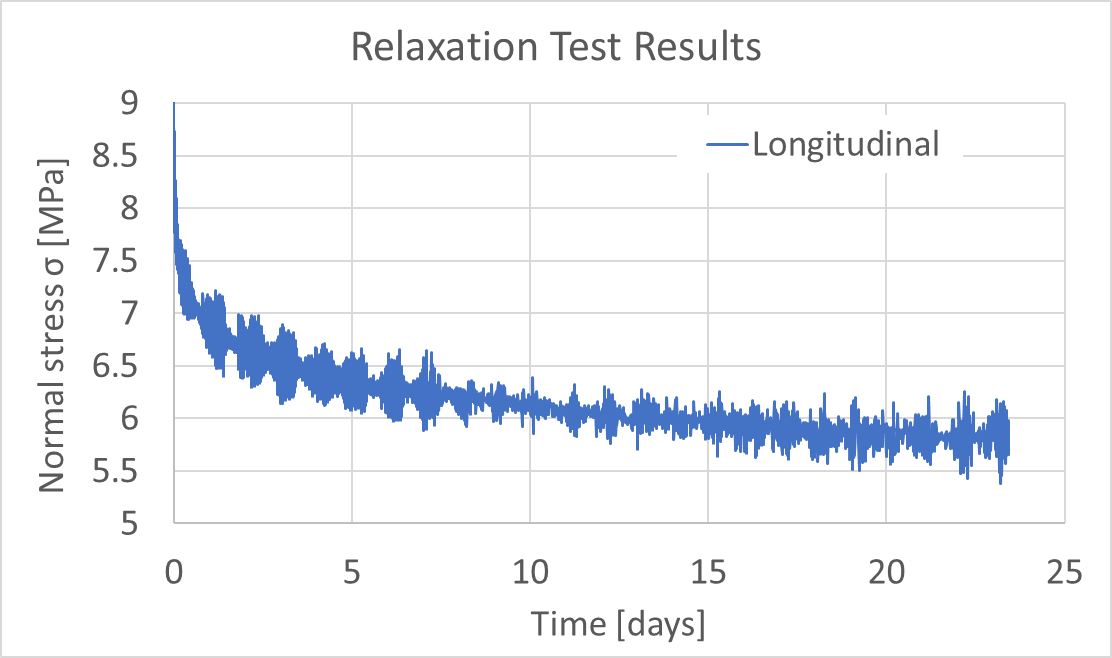 Relaxation Test Results
Longitudinal
Normal stress σ [MPa]
9
8.5
8
7.5
7
6.5
6
5.5
5
0 5 10 15 20 25
Time [days]